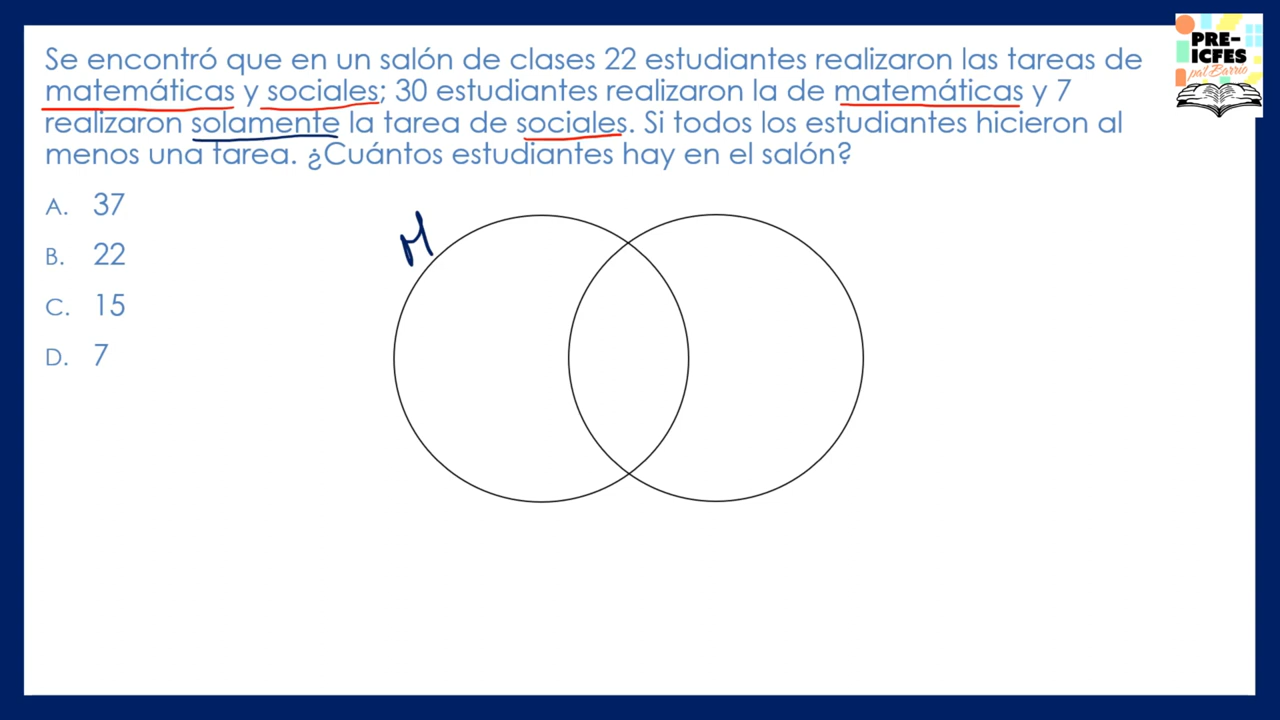 Se encontró que en un salón de clases 22 estudiantes realizaron las tareas de
matemáticas y sociales; 30 estudiantes realizaron la de matemáticas y 7
realizaron solamente la tarea de sociales. Si todos los estudiantes hicieron al
menos una tarea. ¿Cuántos estudiantes hay en el salón?
A. 37
B. 22
C. 15
D. 7
M
PRE-
ICFES
pal Barrio